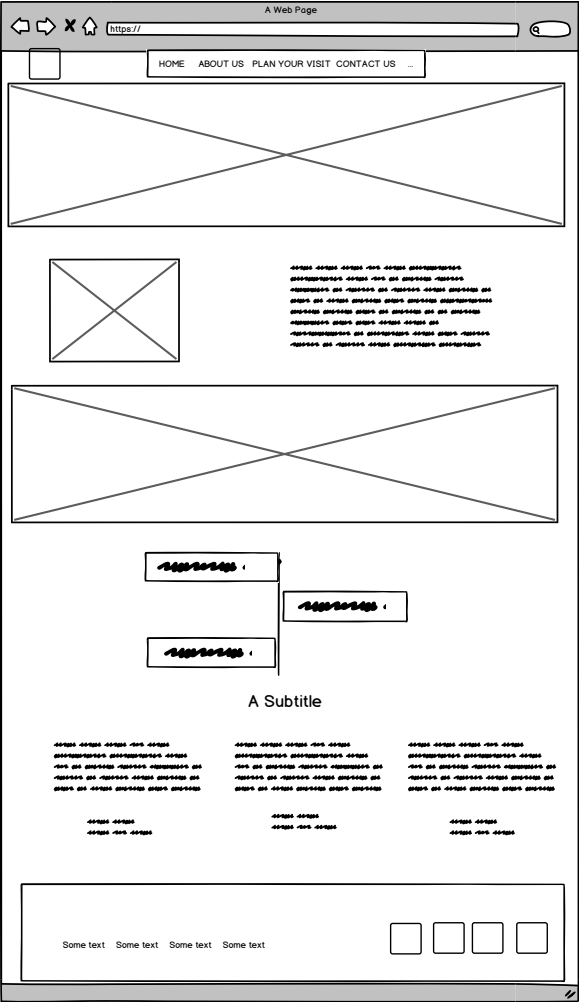 A Web Page
https://
HOME ABOUT US PLAN YOUR VISIT CONTACT US ...
A Subtitle
Some text Some text Some text Some text